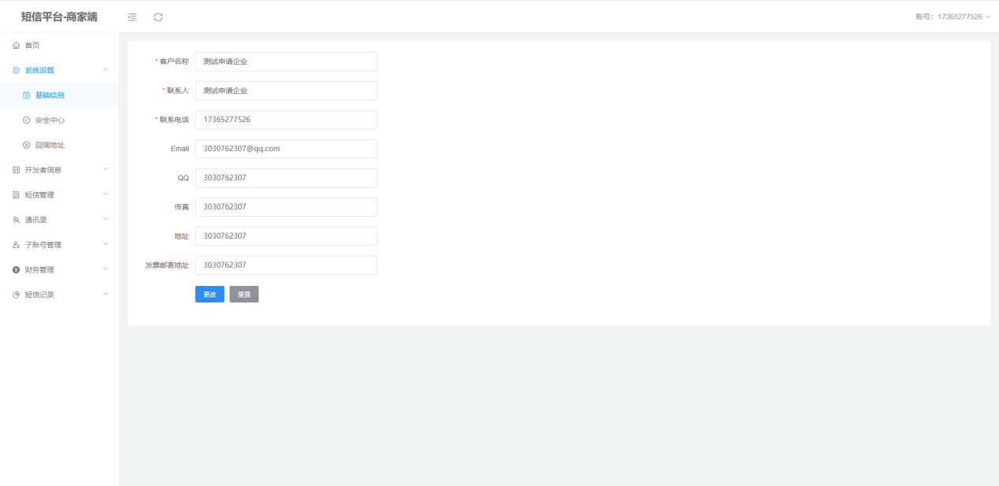 短信平台-商家端
账号：17365277526
首页
系统设置
基础信息
安全中心
回调地址
开发者信息
短信管理
通讯录
子账号管理
财务管理
短信记录
* 客户名称 测试申请企业
* 联系人 测试申请企业
* 联系电话 17365277526
Email 3030762307@qq.com
QQ 3030762307
传真 3030762307
地址 3030762307
发票邮寄地址 3030762307
更改 重置